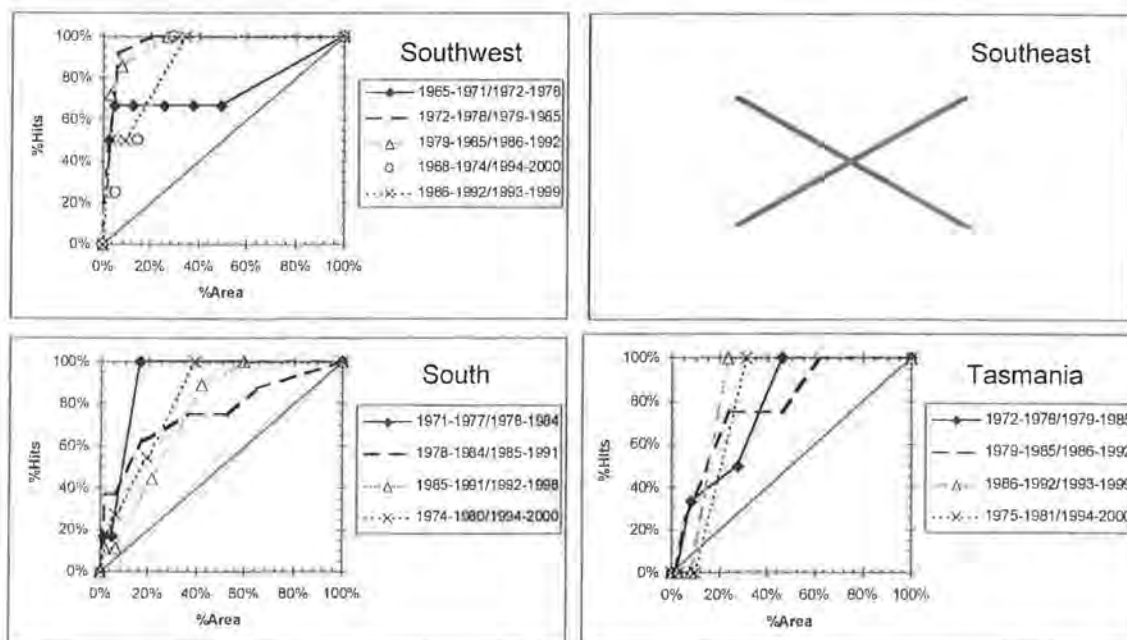 Southwest
100%
80%
60%
40%
20%
0%
%Hits
0% 20% 40% 60% 80% 100%
%Area
1965-1971/1972-1978
1972-1978/1979-1985
1979-1985/1986-1992
1968-1974/1994-2000
1986-1992/1993-1999
Southeast
South
100%
80%
60%
40%
20%
0%
%Hits
0% 20% 40% 60% 80% 100%
%Area
1971-1977/1978-1984
1978-1984/1985-1991
1985-1991/1992-1998
1974-1980/1994-2000
Tasmania
100%
80%
60%
40%
20%
0%
%Hits
0% 20% 40% 60% 80% 100%
%Area
1972-1978/1979-1985
1979-1985/1986-1992
1986-1992/1993-1999
1975-1981/1994-2000